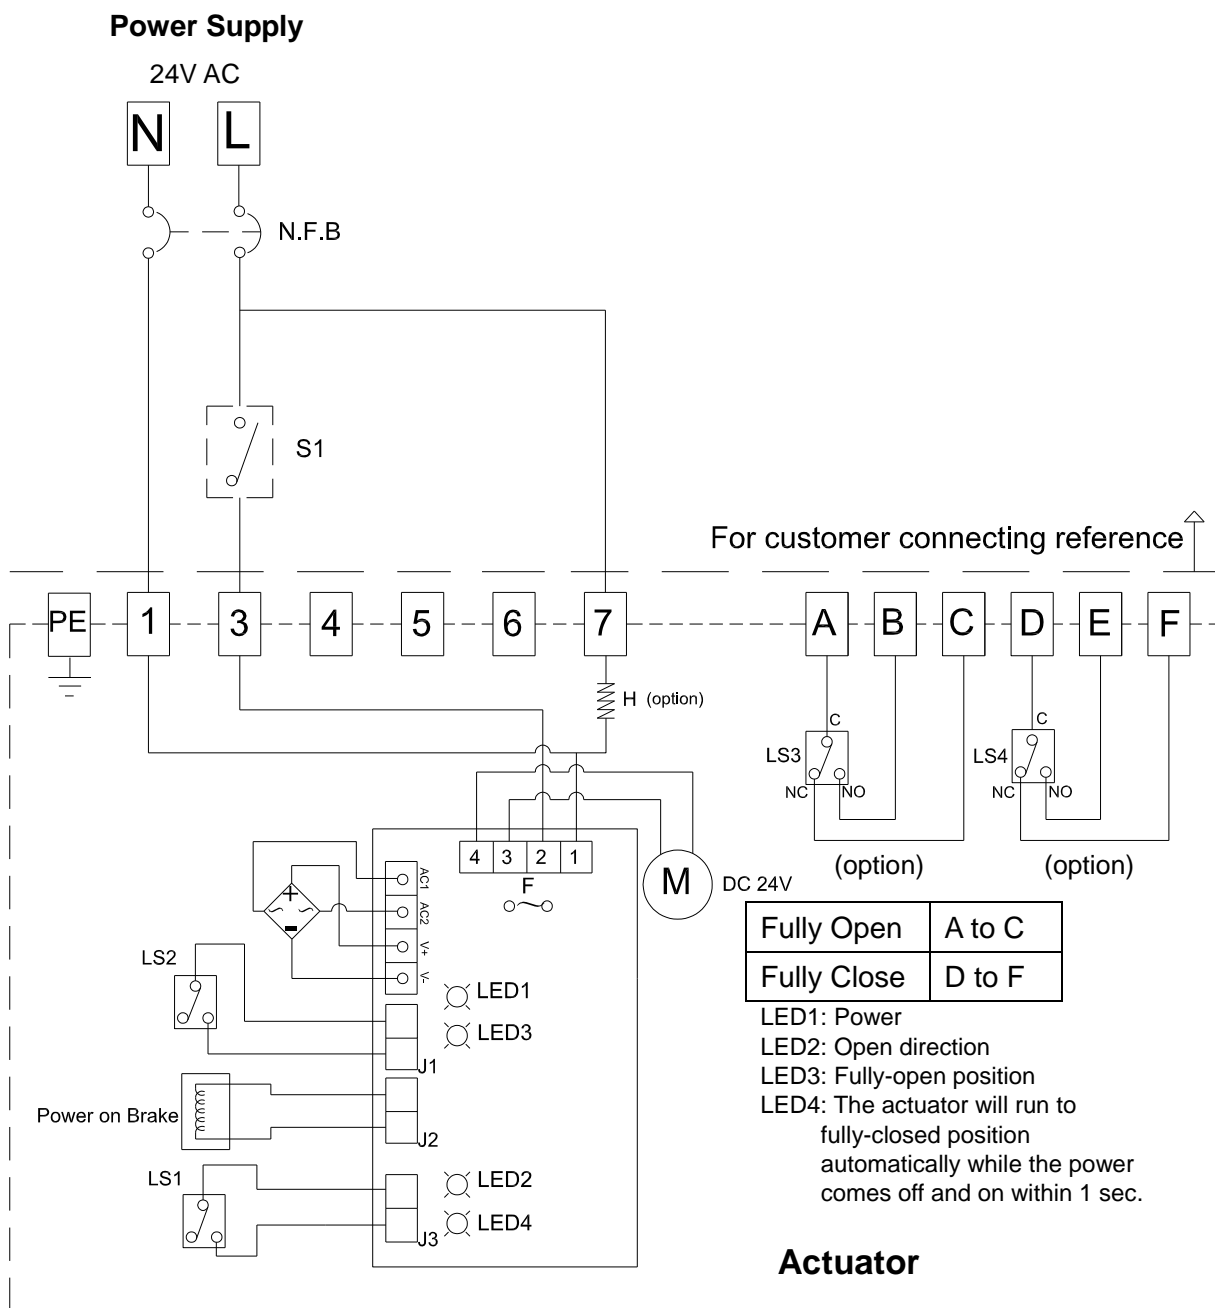 Power Supply
24V AC
N L
N.F.B
S1
For customer connecting reference
PE 1 3 4 5 6 7 A B C D E F
H (option)
C C
LS3 LS4
NC NO NC NO
(option) (option)
4 3 2 1
F
M DC 24V
AC1
AC2
V+
V-
+
-
Fully Open A to C
Fully Close D to F
LS2
LED1
LED3
J1
LED1: Power
LED2: Open direction
LED3: Fully-open position
LED4: The actuator will run to
fully-closed position
automatically while the power
comes off and on within 1 sec.
Power on Brake
J2
LS1
LED2
LED4
J3
Actuator